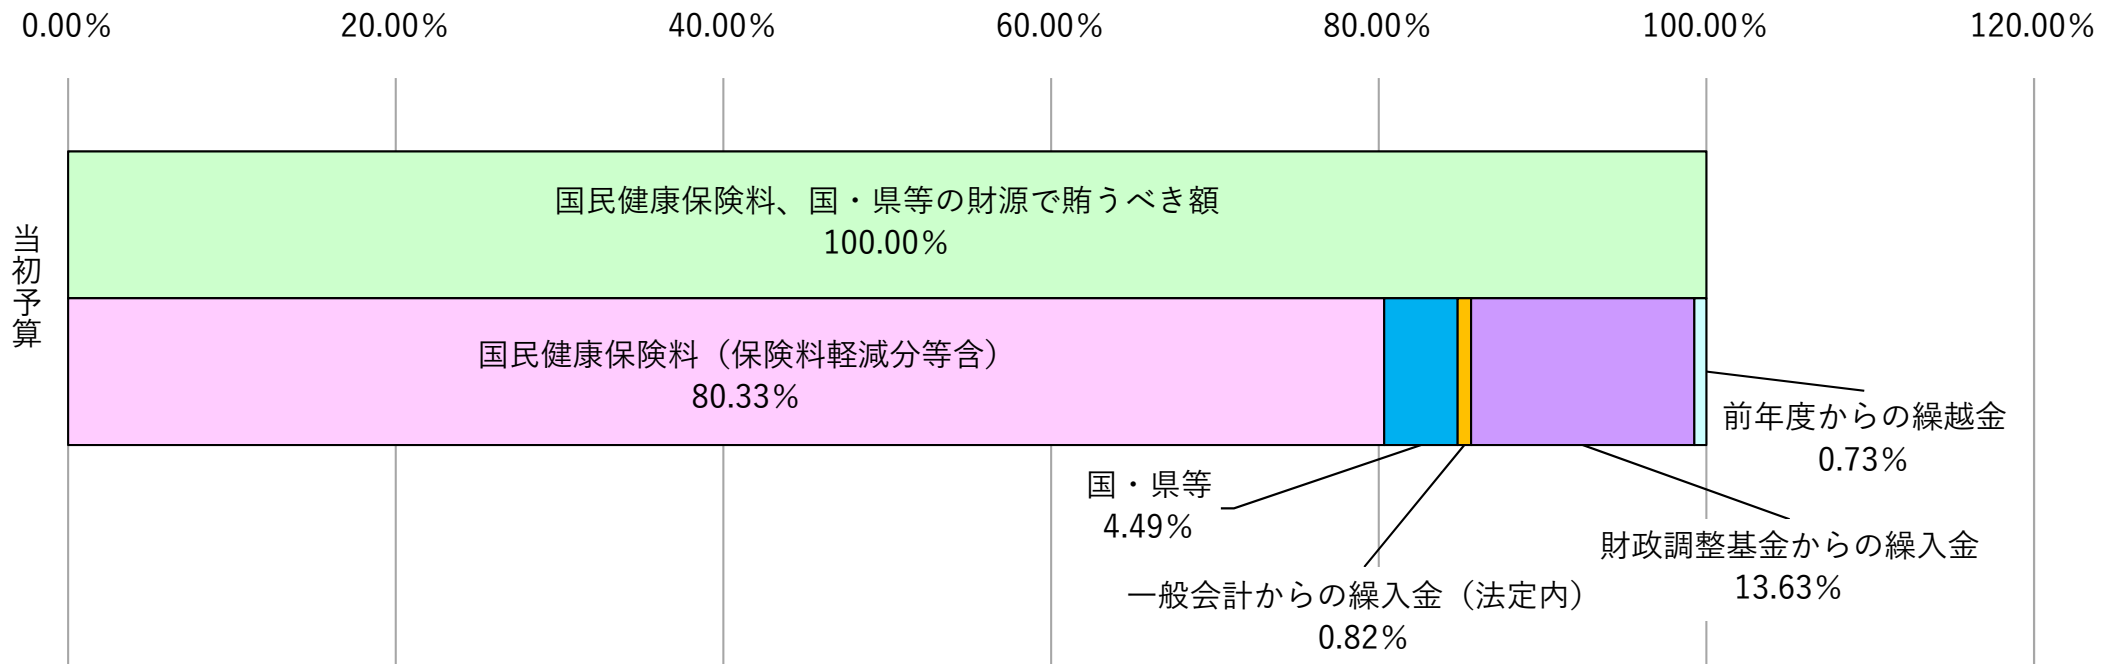 0.00%
20.00%
40.00%
60.00%
80.00%
100.00%
120.00%
当初予算
国民健康保険料、国・県等の財源で賄うべき額
100.00%
国民健康保険料（保険料軽減分等含）
80.33%
前年度からの繰越金
0.73%
国・県等
4.49%
財政調整基金からの繰入金
13.63%
一般会計からの繰入金（法定内）
0.82%